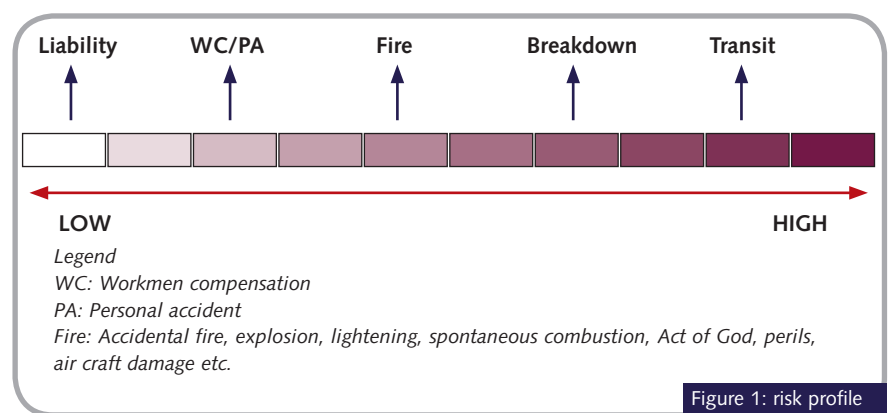 Liability WC/PA Fire Breakdown Transit
LOW HIGH
Legend
WC: Workmen compensation
PA: Personal accident
Fire: Accidental fire, explosion, lightening, spontaneous combustion, Act of God, perils,
air craft damage etc.
Figure 1: risk profile